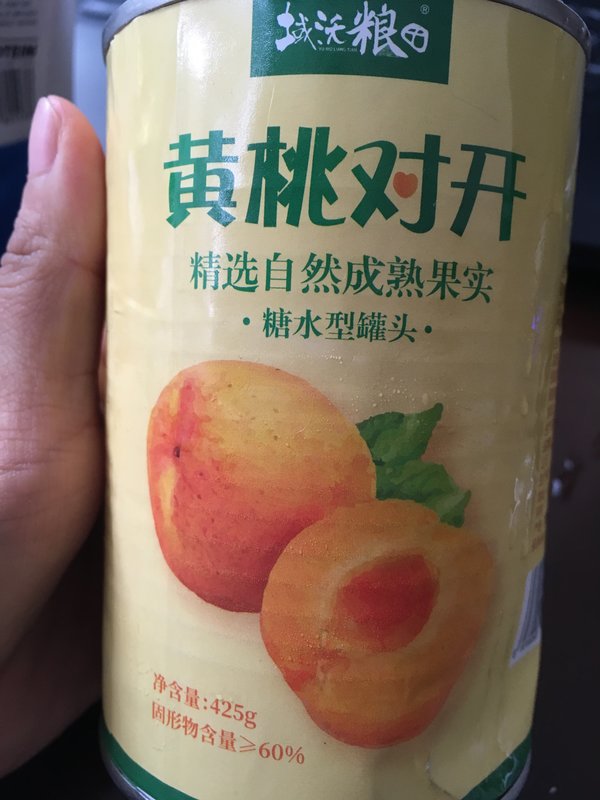 域沃粮田®
黄桃对开
精选自然成熟果实
·糖水型罐头·
净含量:425g
固形物含量≥60%